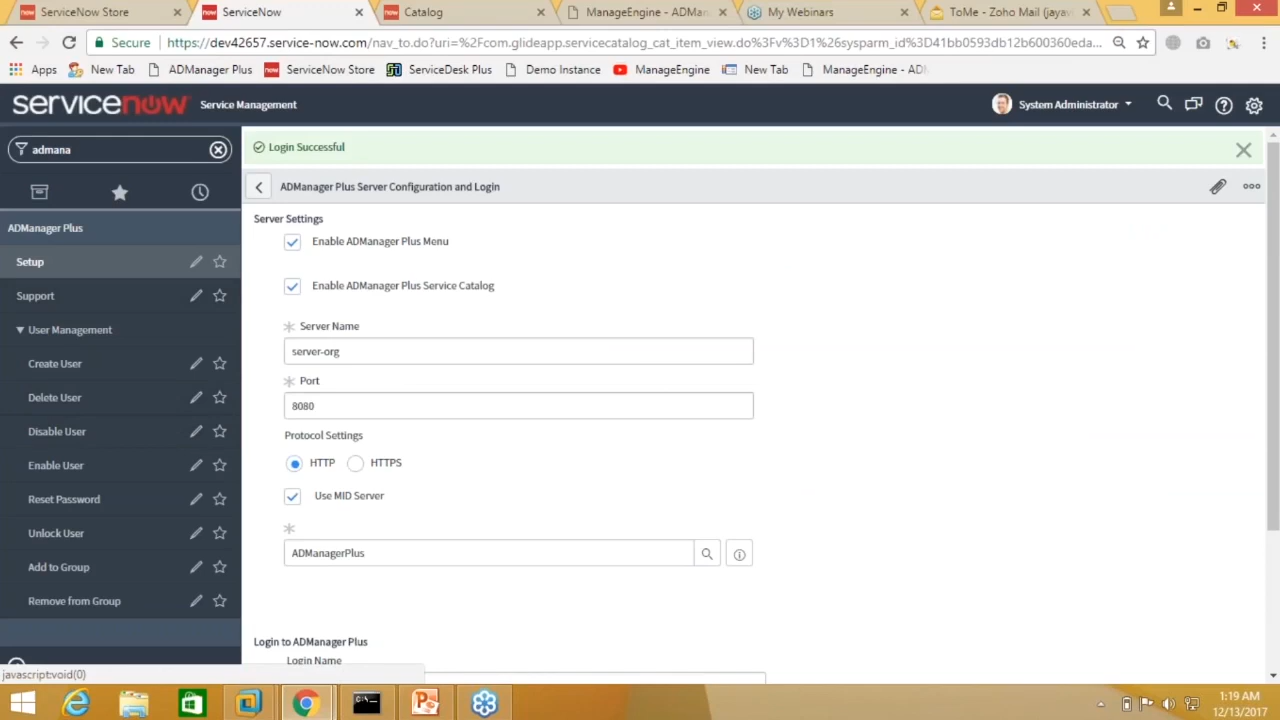 ServiceNow Store
ServiceNow
Catalog
ManageEngine - ADMa
My Webinars
ToMe - Zoho Mail (jayav
Secure
https://dev42657.service-now.com/nav_to.do?uri=%2Fcom.glideapp.servicecatalog_cat_item_view.do%3Fv%3D1%26sysparm_id%3D41bb0593db12b600360eda...
Apps
New Tab
ADManager Plus
ServiceNow Store
ServiceDesk Plus
Demo Instance
ManageEngine
New Tab
ManageEngine - ADM
servicenow
Service Management
System Administrator
admana
Login Successful
ADManager Plus Server Configuration and Login
ADManager Plus
Setup
Support
User Management
Create User
Delete User
Disable User
Enable User
Reset Password
Unlock User
Add to Group
Remove from Group
Server Settings
Enable ADManager Plus Menu
Enable ADManager Plus Service Catalog
Server Name
server-org
Port
8080
Protocol Settings
HTTP
HTTPS
Use MID Server
ADManagerPlus
Login to ADManager Plus
Login Name
javascript:void(0)
1:19 AM
12/13/2017